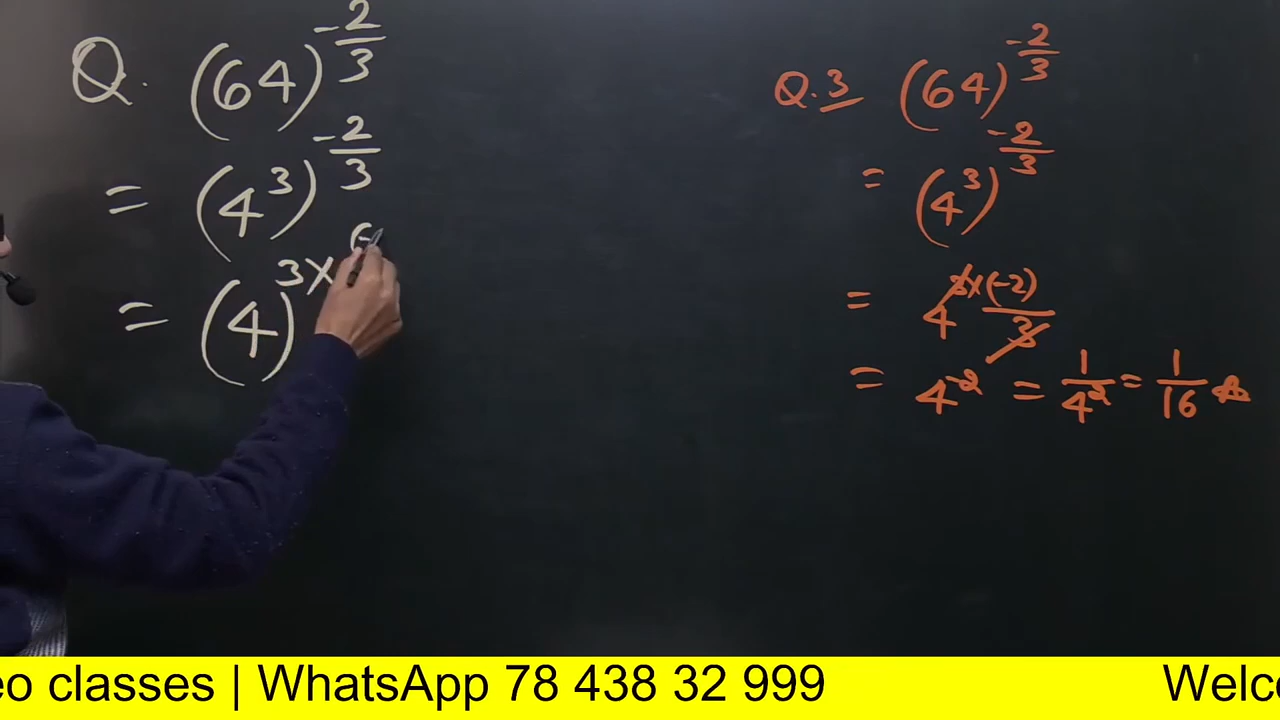 Q. (64)^{-2/3}
= (4^3)^{-2/3}
= (4)^{3×(-
Q.3 (64)^{-2/3}
= (4^3)^{-2/3}
= 4^{3×(-2)/3}
= 4^{-2} = 1/4^2 = 1/16
eo classes | WhatsApp 78 438 32 999 Welc